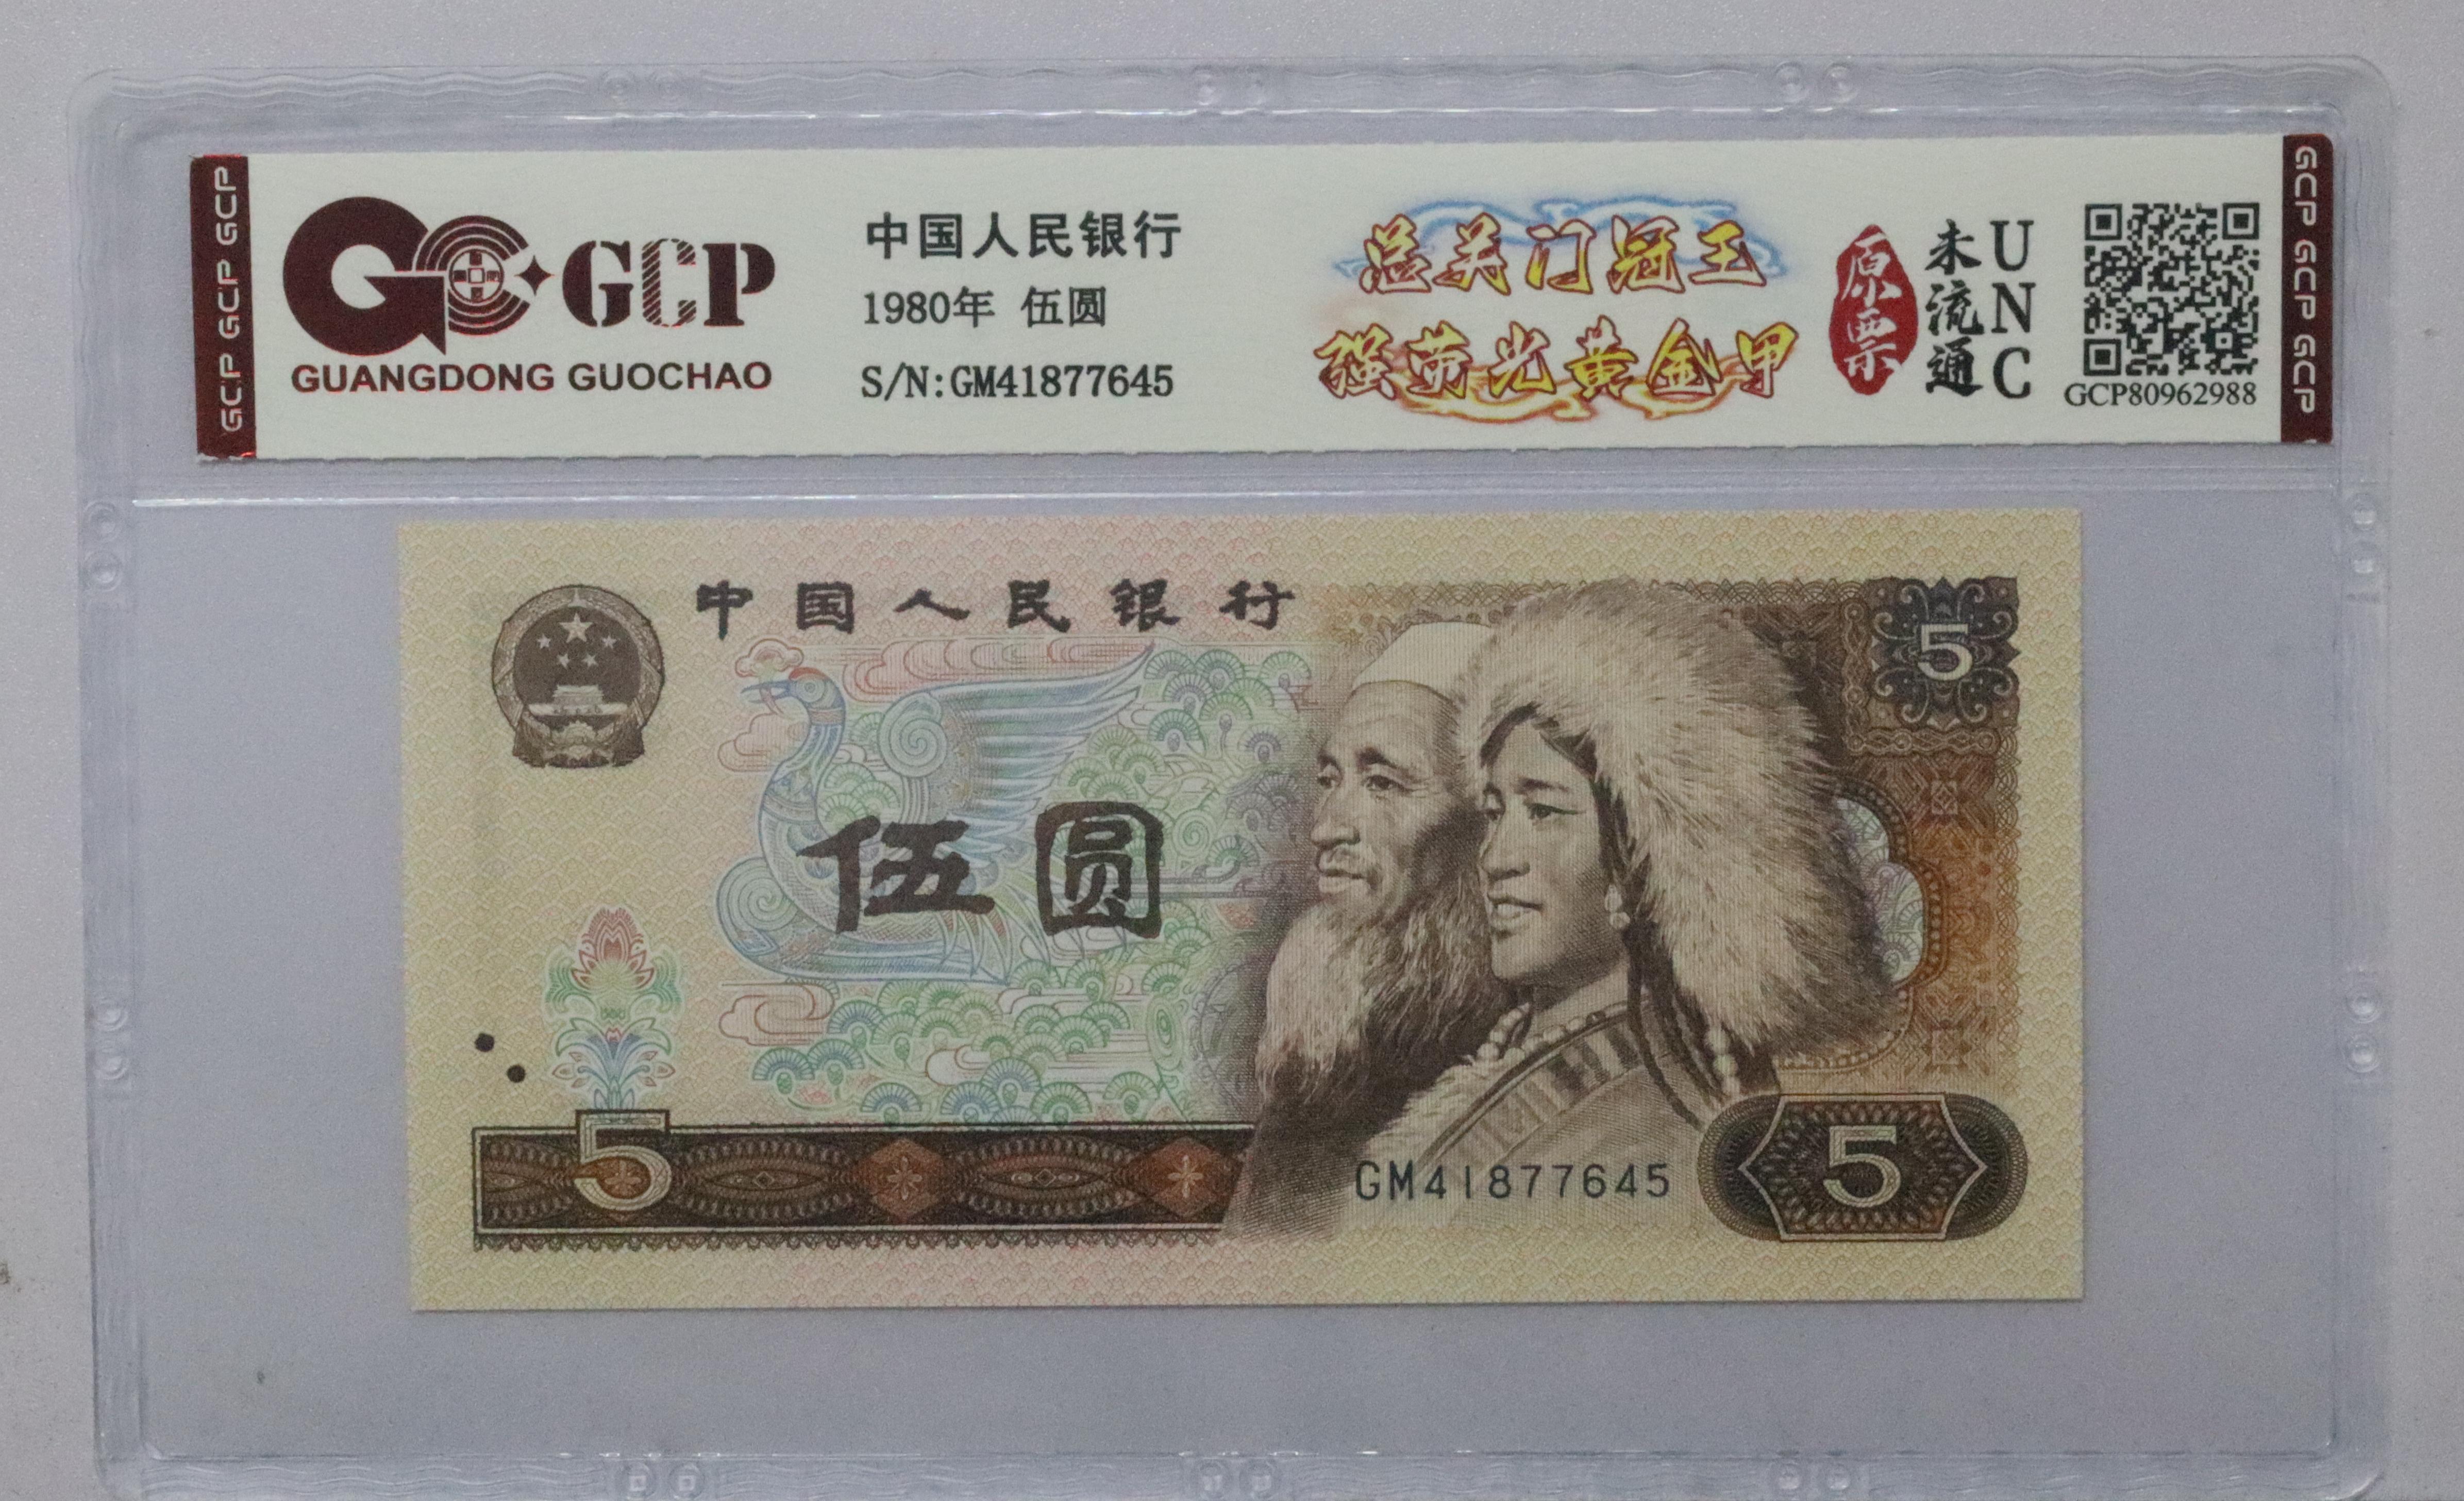 GCP GCP GCP
GCP
GUANGDONG GUOCHAO
中国人民银行
1980年 伍圆
S/N:GM41877645
总关门冠王
强荧光黄金甲
原票
未流通
UNC
GCP80962988
GCP GCP GCP
中国人民银行
5
伍圆
5
GM41877645
5